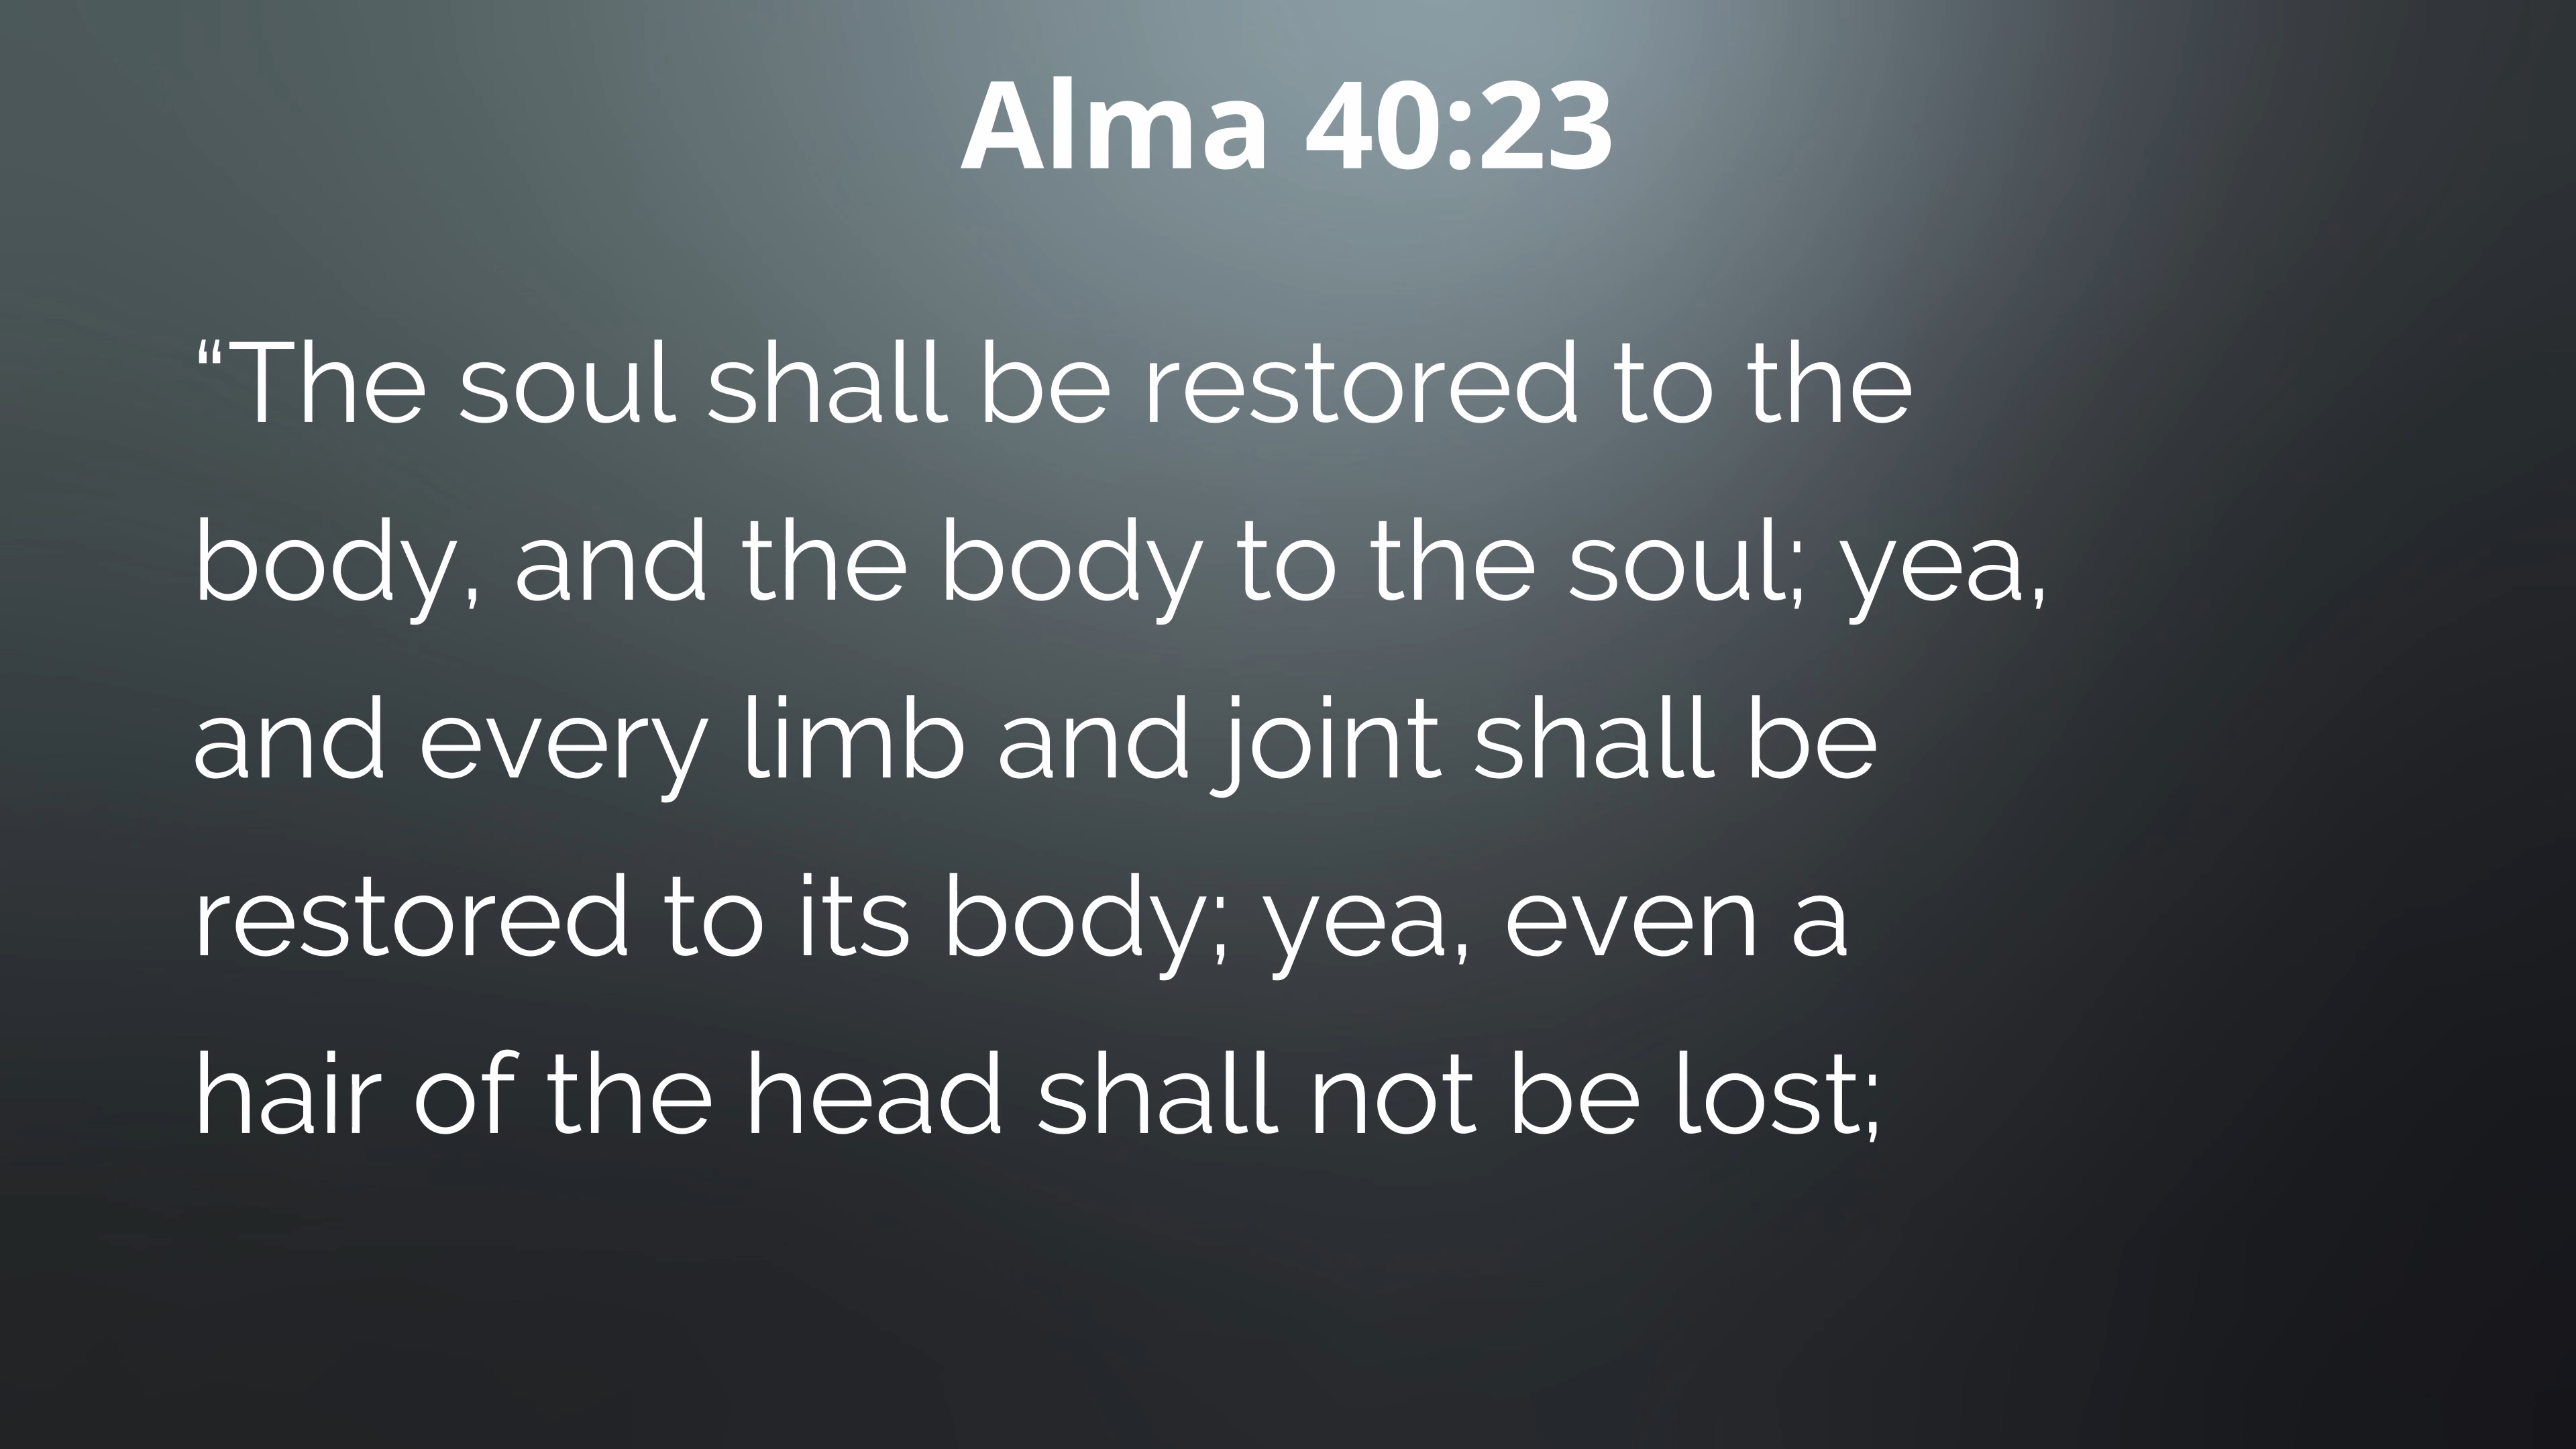 Alma 40:23
“The soul shall be restored to the
body, and the body to the soul; yea,
and every limb and joint shall be
restored to its body; yea, even a
hair of the head shall not be lost;